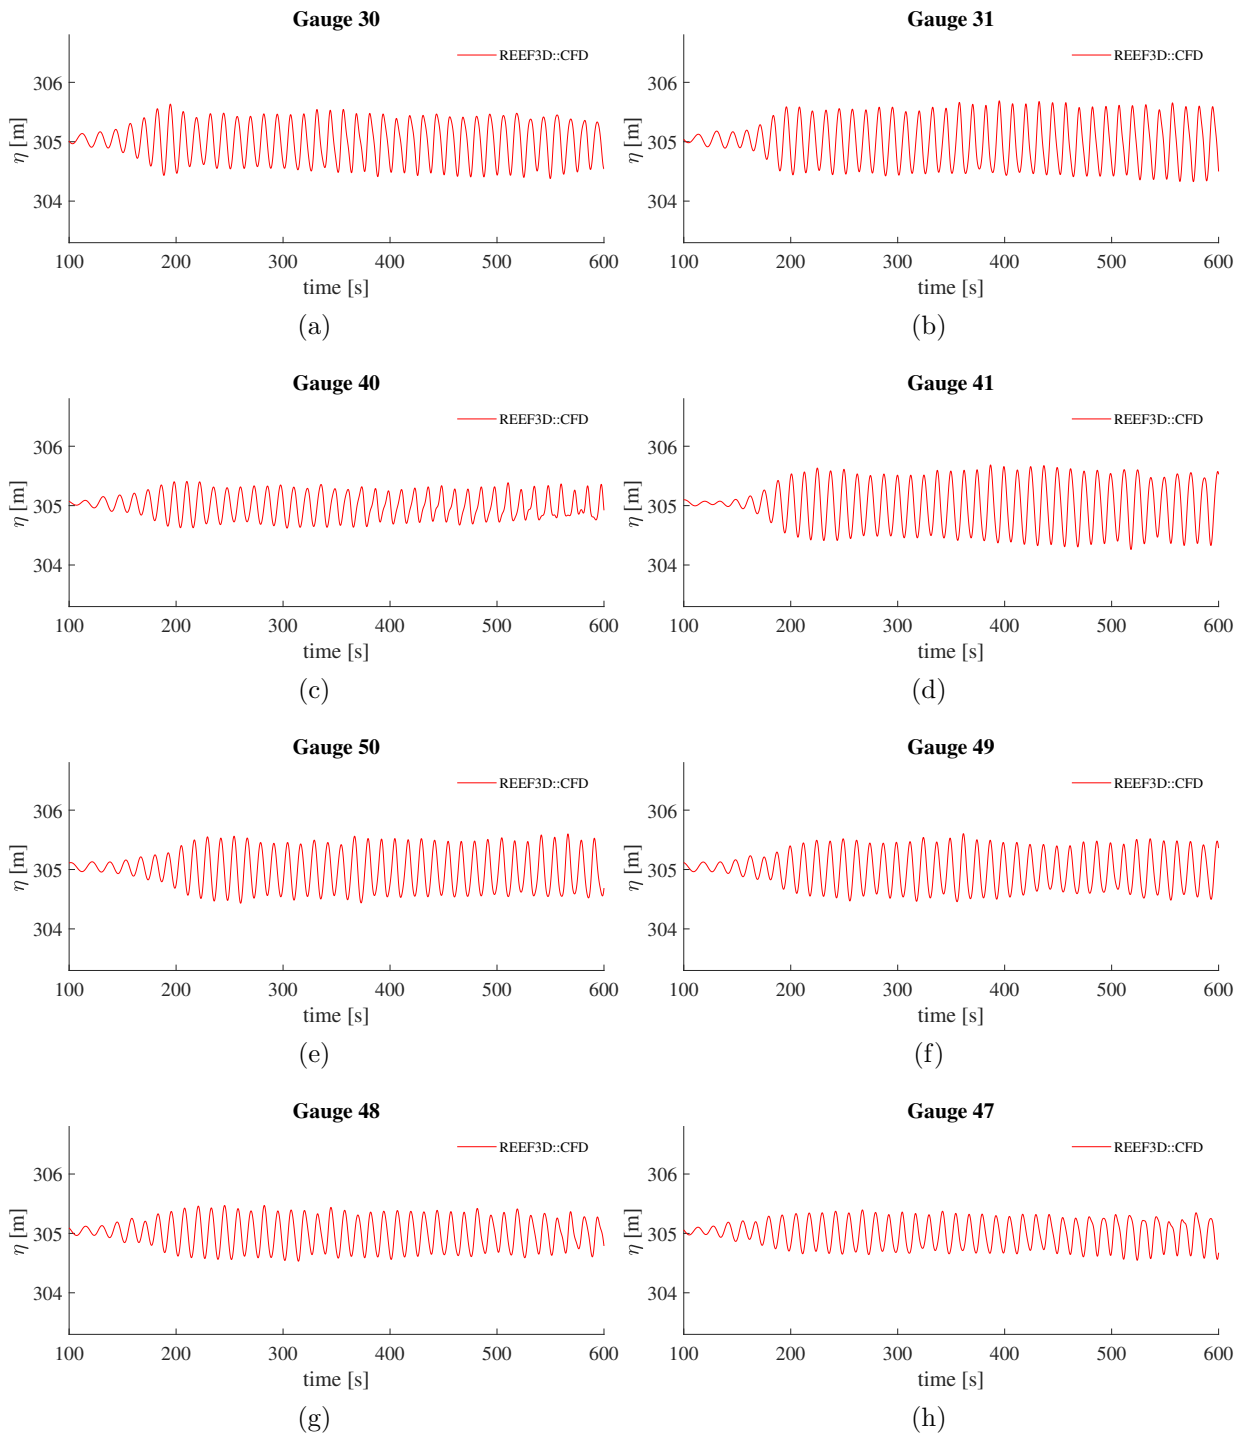 Gauge 30
REEF3D::CFD
306
305
304
η [m]
100 200 300 400 500 600
time [s]
(a)
Gauge 31
REEF3D::CFD
306
305
304
η [m]
100 200 300 400 500 600
time [s]
(b)
Gauge 40
REEF3D::CFD
306
305
304
η [m]
100 200 300 400 500 600
time [s]
(c)
Gauge 41
REEF3D::CFD
306
305
304
η [m]
100 200 300 400 500 600
time [s]
(d)
Gauge 50
REEF3D::CFD
306
305
304
η [m]
100 200 300 400 500 600
time [s]
(e)
Gauge 49
REEF3D::CFD
306
305
304
η [m]
100 200 300 400 500 600
time [s]
(f)
Gauge 48
REEF3D::CFD
306
305
304
η [m]
100 200 300 400 500 600
time [s]
(g)
Gauge 47
REEF3D::CFD
306
305
304
η [m]
100 200 300 400 500 600
time [s]
(h)